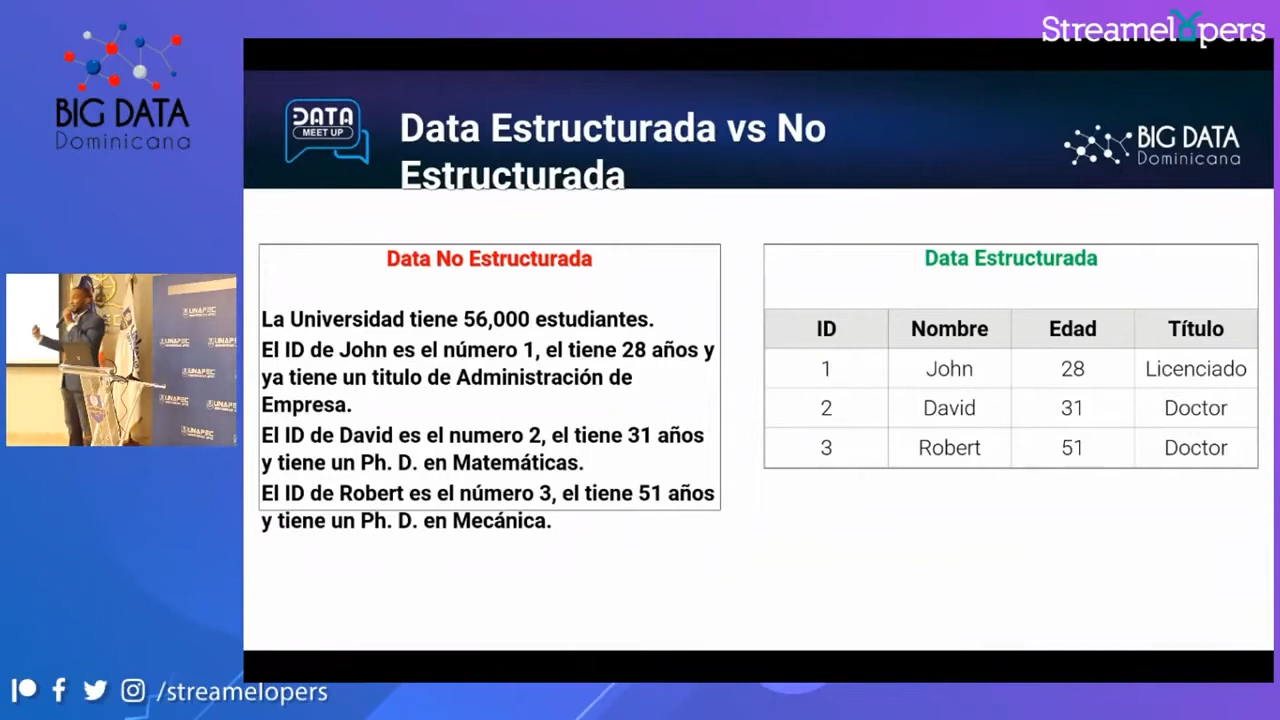 Streamelopers
BIG DATA
Dominicana
DATA
MEET UP
Data Estructurada vs No
Estructurada
BIG DATA
Dominicana
Data No Estructurada
La Universidad tiene 56,000 estudiantes.
El ID de John es el número 1, el tiene 28 años y
ya tiene un titulo de Administración de
Empresa.
El ID de David es el numero 2, el tiene 31 años
y tiene un Ph. D. en Matemáticas.
El ID de Robert es el número 3, el tiene 51 años
y tiene un Ph. D. en Mecánica.
Data Estructurada
ID Nombre Edad Título
1 John 28 Licenciado
2 David 31 Doctor
3 Robert 51 Doctor
UNAPEC
/streamelopers